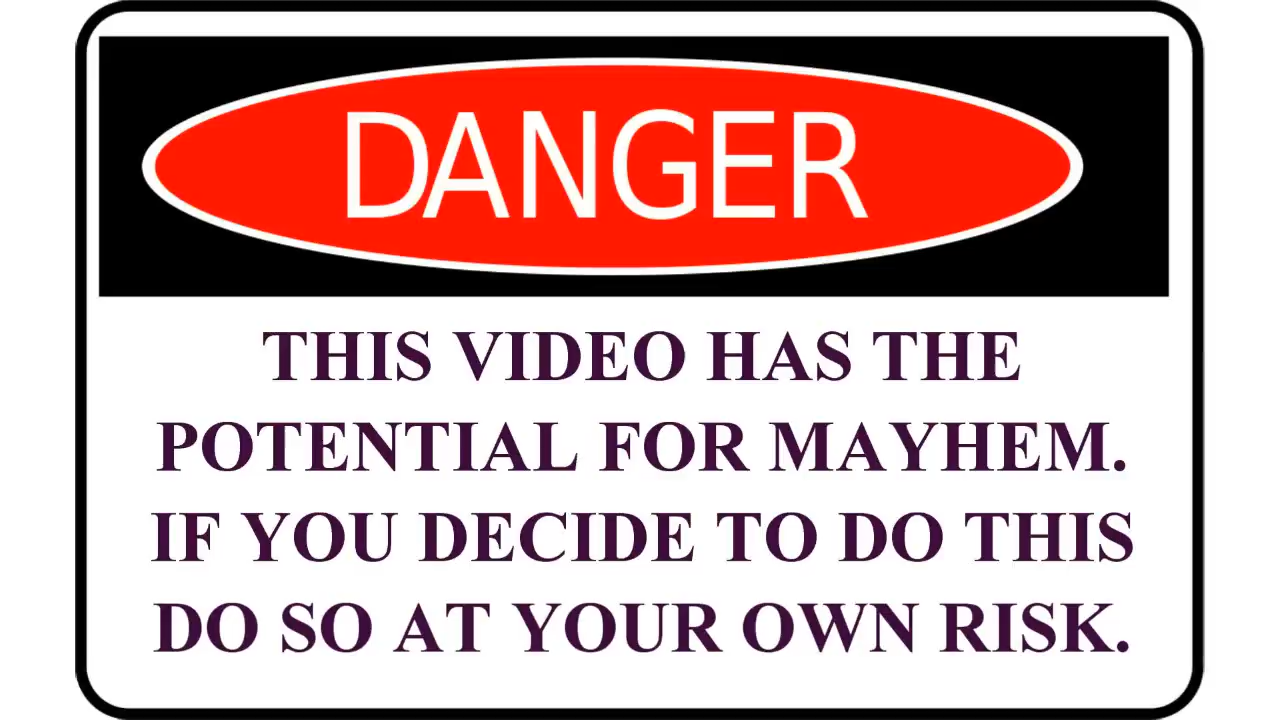 DANGER
THIS VIDEO HAS THE
POTENTIAL FOR MAYHEM.
IF YOU DECIDE TO DO THIS
DO SO AT YOUR OWN RISK.